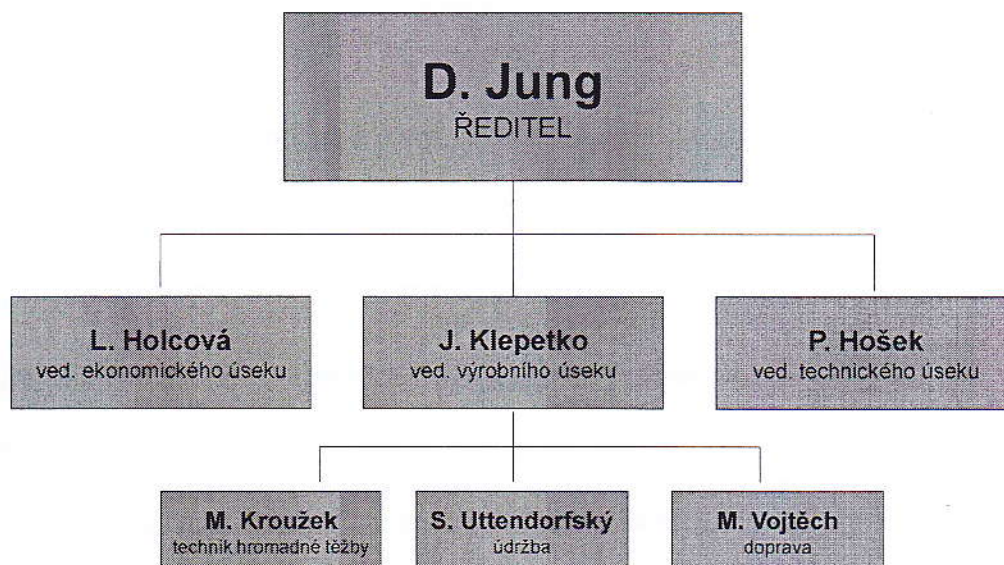 D. Jung
ŘEDITEL
L. Holcová
ved. ekonomického úseku
J. Klepetko
ved. výrobního úseku
P. Hošek
ved. technického úseku
M. Kroužek
technik hromadné těžby
S. Uttendorfský
údržba
M. Vojtěch
doprava